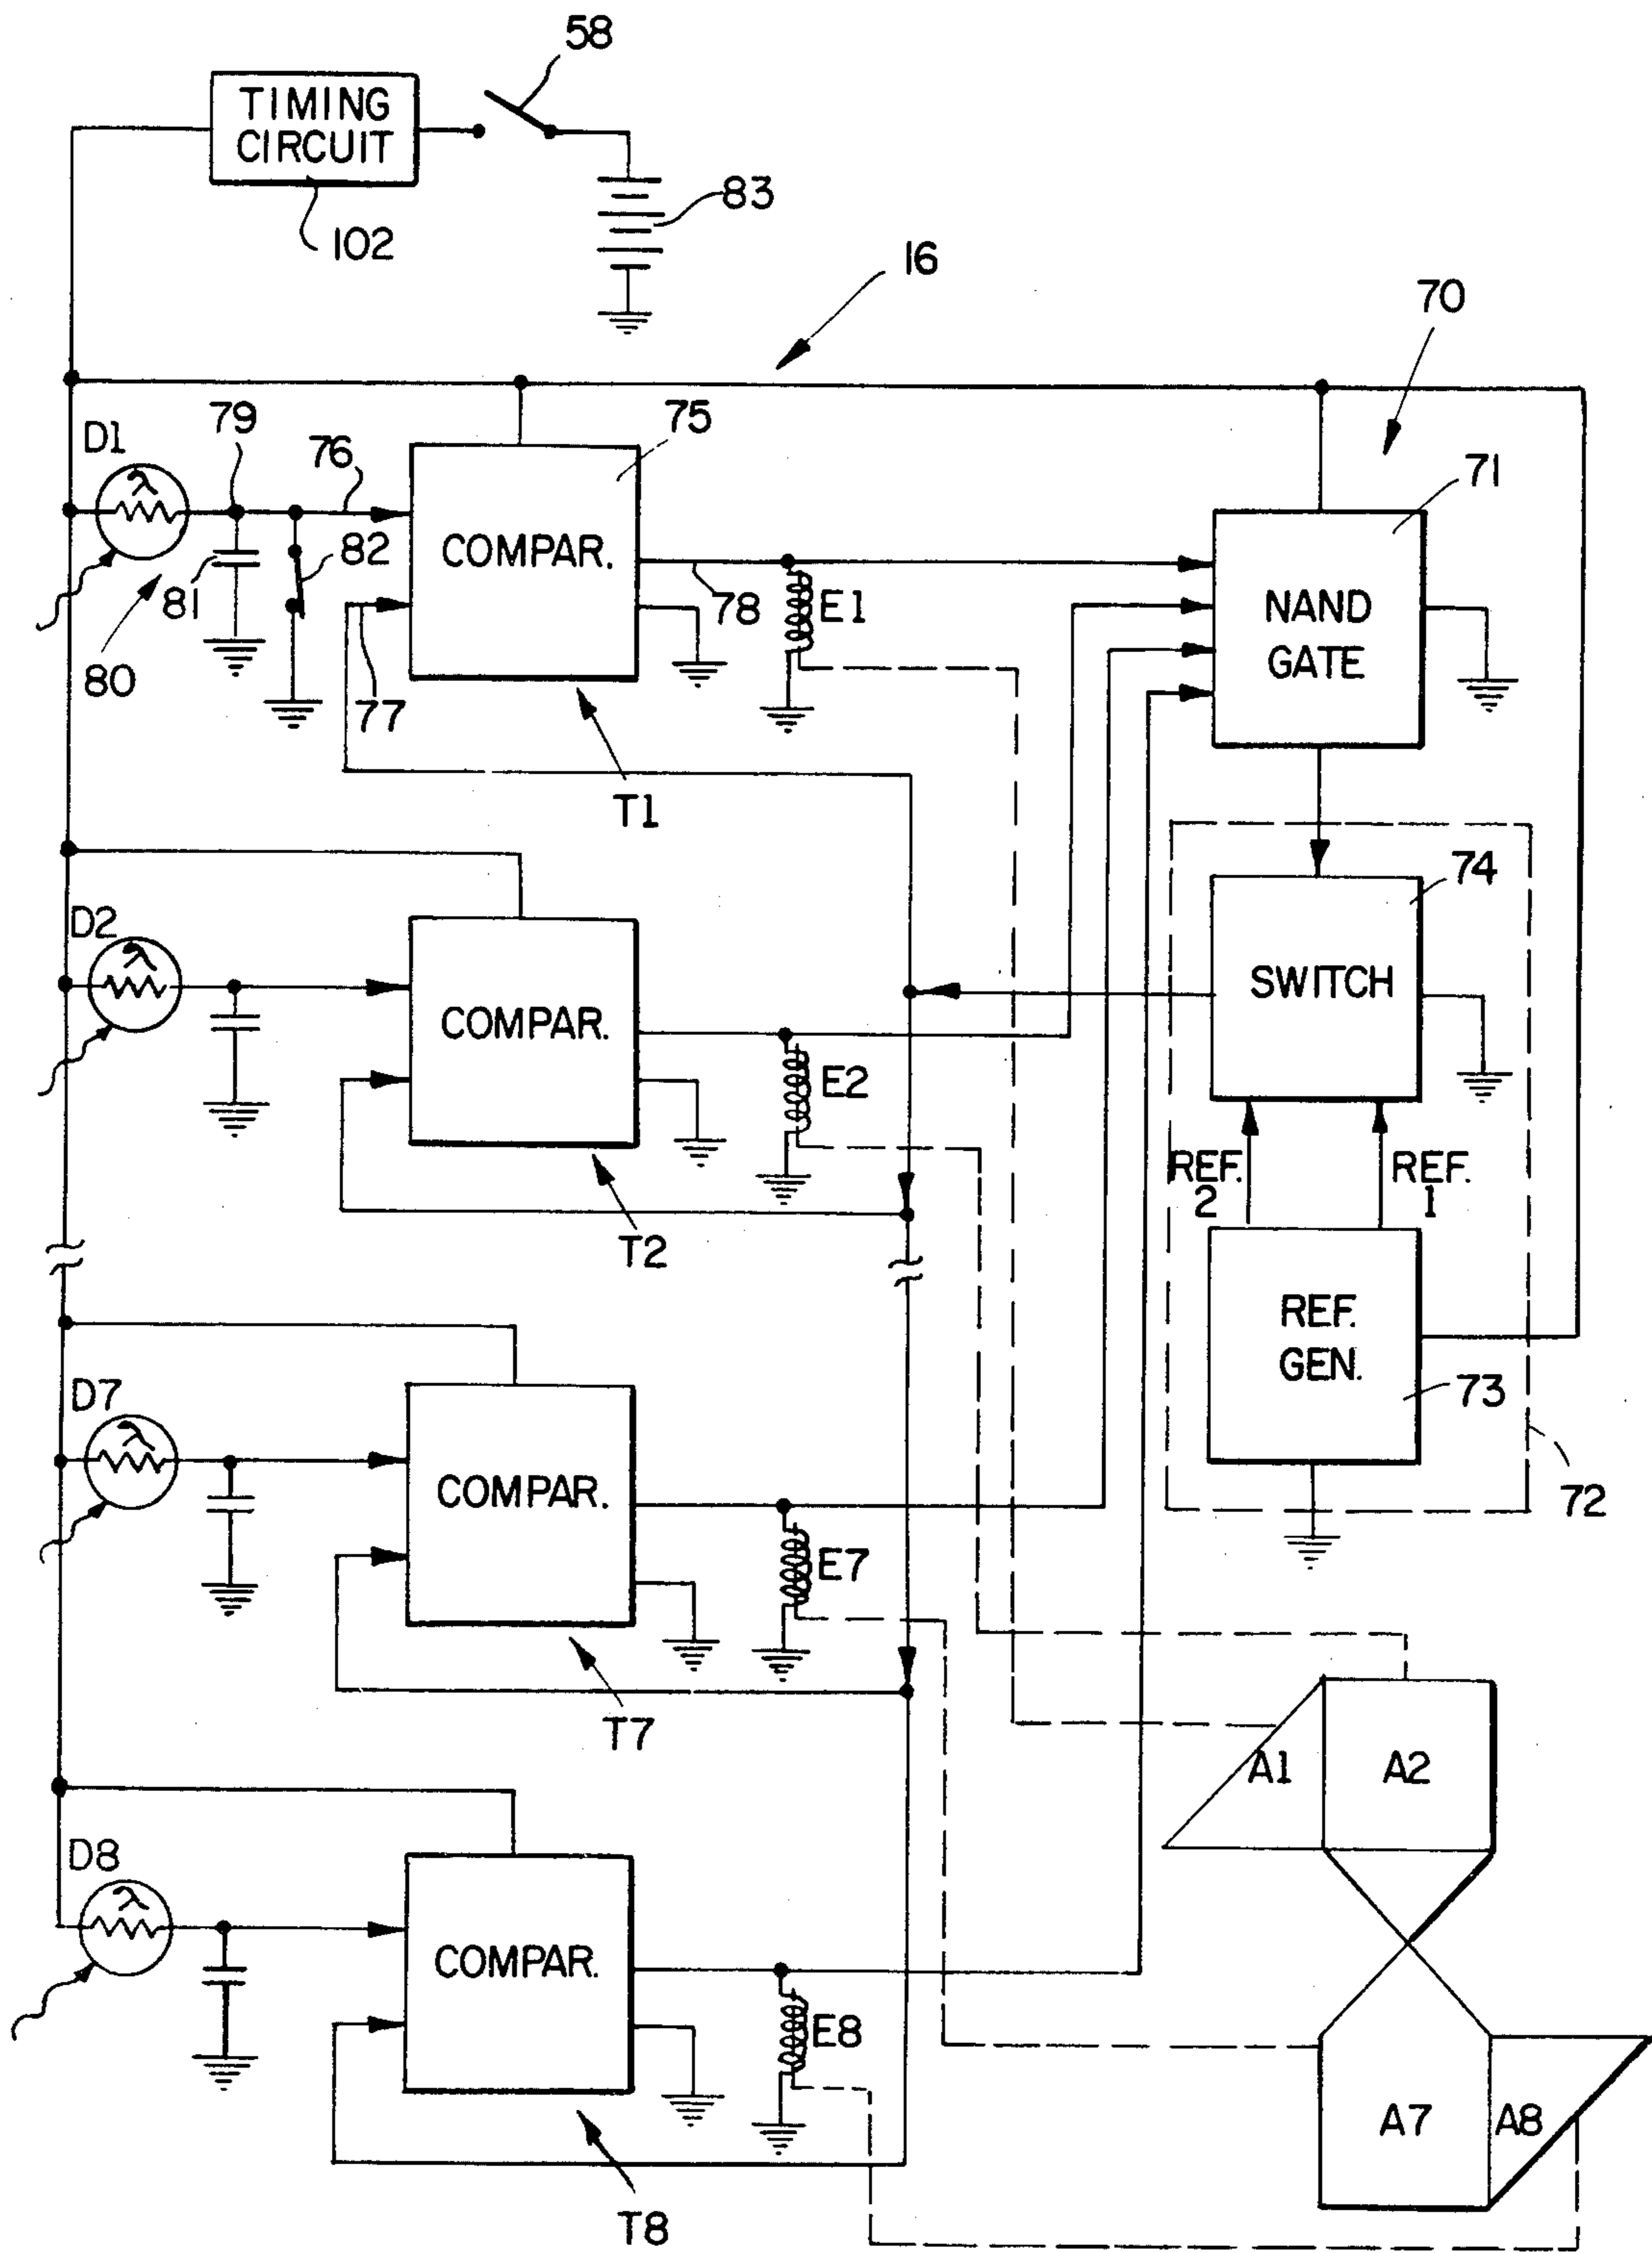 58
TIMING
CIRCUIT
83
102
16
70
79
D1
76
75
71
λ
82
COMPAR.
81
78
E1
NAND
GATE
80
77
T1
74
D2
λ
SWITCH
COMPAR.
E2
REF.
2
REF.
1
T2
REF.
GEN.
D7
λ
73
COMPAR.
72
E7
T7
A1
A2
D8
λ
COMPAR.
E8
A7
A8
T8